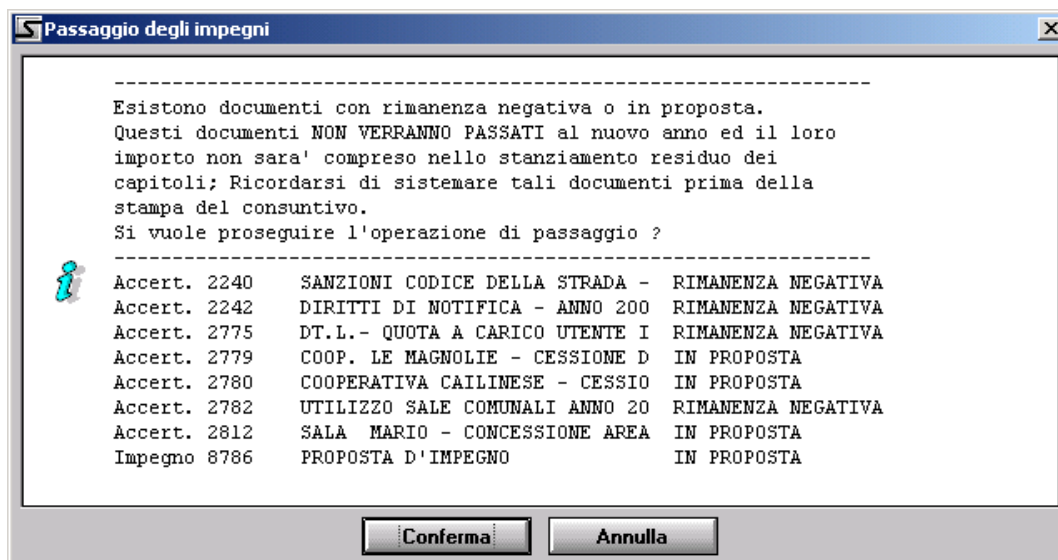 Passaggio degli impegni
------------------------------------------------------------------
Esistono documenti con rimanenza negativa o in proposta.
Questi documenti NON VERRANNO PASSATI al nuovo anno ed il loro
importo non sara' compreso nello stanziamento residuo dei
capitoli; Ricordarsi di sistemare tali documenti prima della
stampa del consuntivo.
Si vuole proseguire l'operazione di passaggio ?
------------------------------------------------------------------
Accert. 2240 SANZIONI CODICE DELLA STRADA - RIMANENZA NEGATIVA
Accert. 2242 DIRITTI DI NOTIFICA - ANNO 200 RIMANENZA NEGATIVA
Accert. 2775 DT.L.- QUOTA A CARICO UTENTE I RIMANENZA NEGATIVA
Accert. 2779 COOP. LE MAGNOLIE - CESSIONE D IN PROPOSTA
Accert. 2780 COOPERATIVA CAILINESE - CESSIO IN PROPOSTA
Accert. 2782 UTILIZZO SALE COMUNALI ANNO 20 RIMANENZA NEGATIVA
Accert. 2812 SALA MARIO - CONCESSIONE AREA IN PROPOSTA
Impegno 8786 PROPOSTA D'IMPEGNO IN PROPOSTA
Conferma Annulla